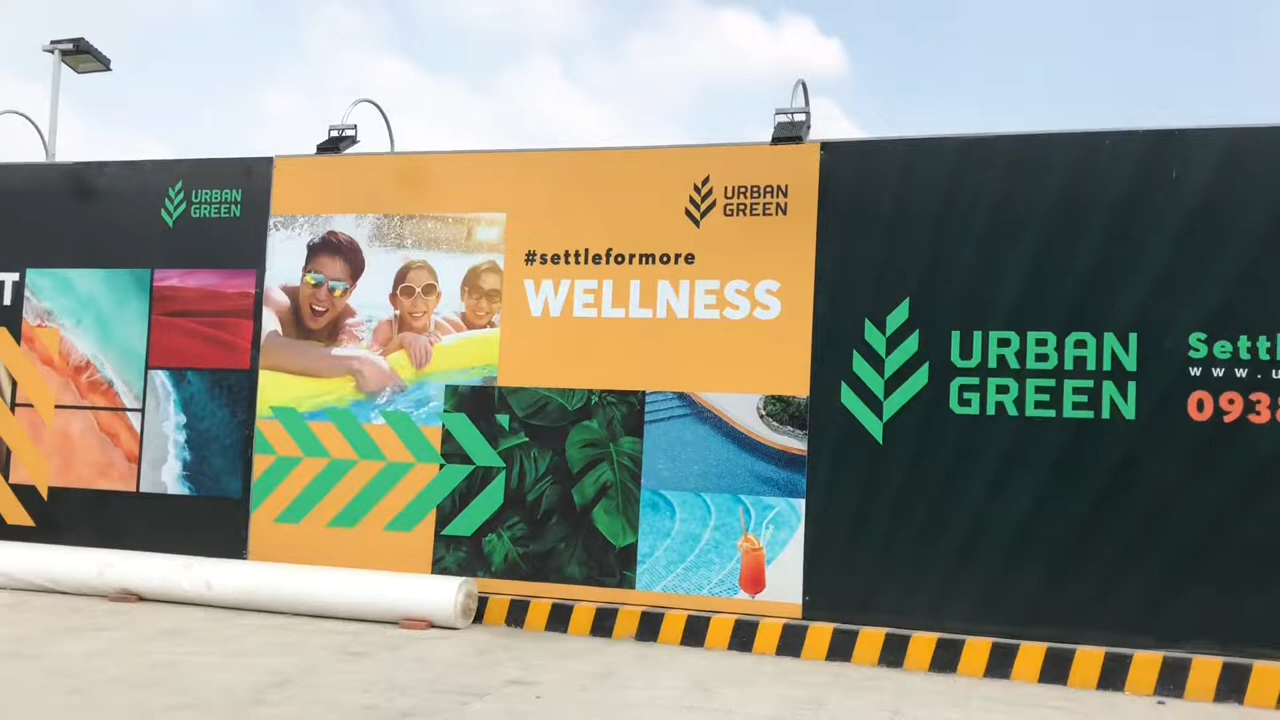 URBAN
GREEN
URBAN
GREEN
#settleformore
WELLNESS
URBAN
GREEN